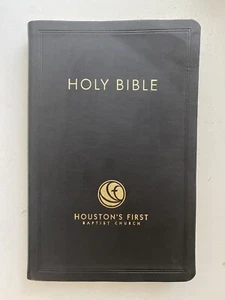 HOLY BIBLE
HOUSTON'S FIRST
BAPTIST CHURCH